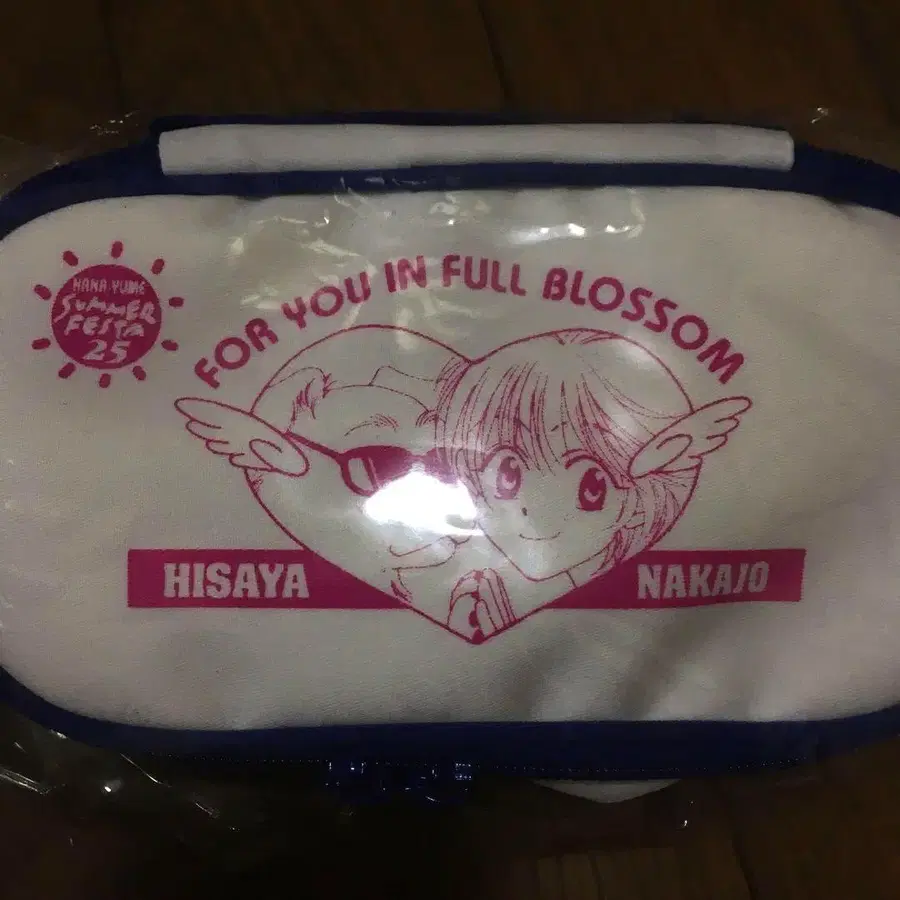 HANA YUME
SUMMER
FESTA
25
FOR YOU IN FULL BLOSSOM
HISAYA
NAKAJO